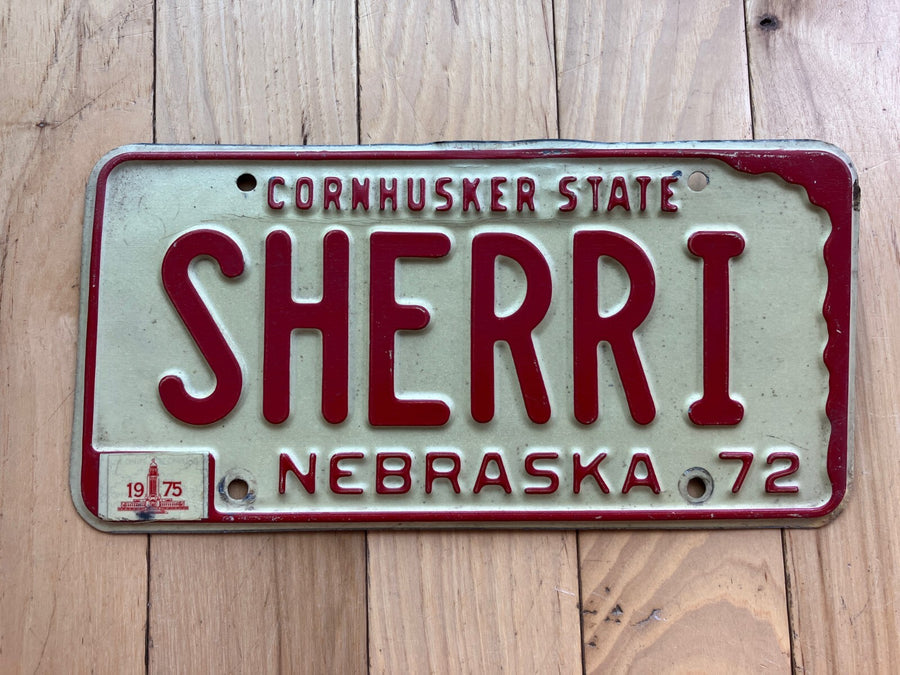 CORNHUSKER STATE
SHERRI
1975
NEBRASKA 72